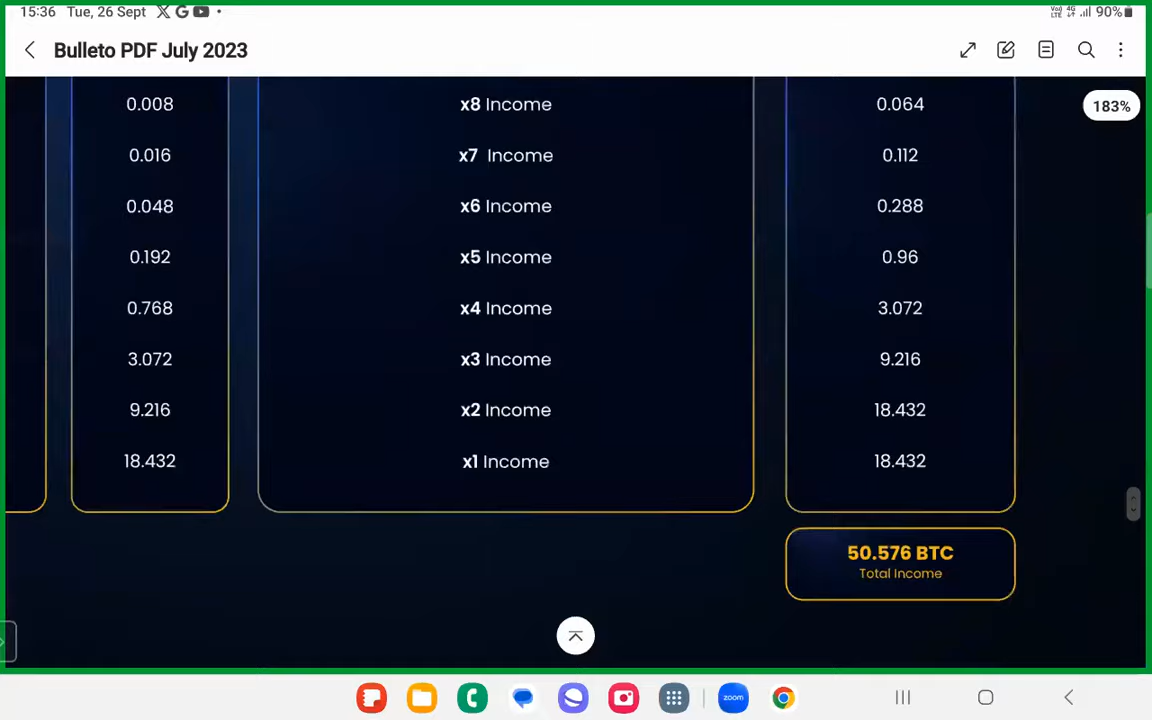 15:36 Tue, 26 Sept X G 90%
Bulleto PDF July 2023
183%
0.008 x8 Income 0.064
0.016 x7 Income 0.112
0.048 x6 Income 0.288
0.192 x5 Income 0.96
0.768 x4 Income 3.072
3.072 x3 Income 9.216
9.216 x2 Income 18.432
18.432 x1 Income 18.432
50.576 BTC
Total Income
zoom